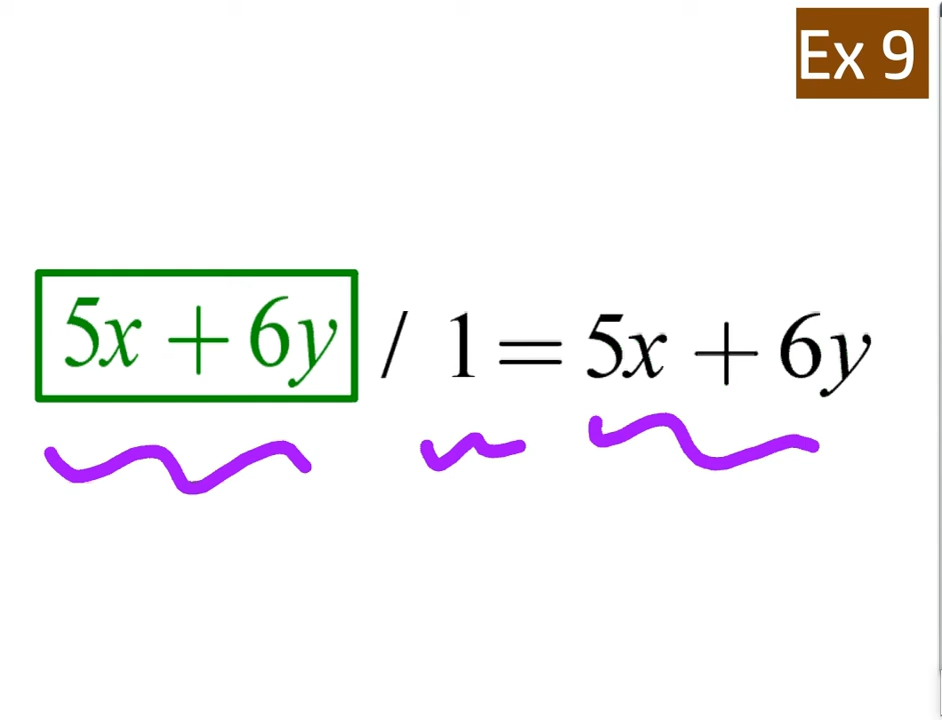 Ex 9
5x + 6y / 1 = 5x + 6y